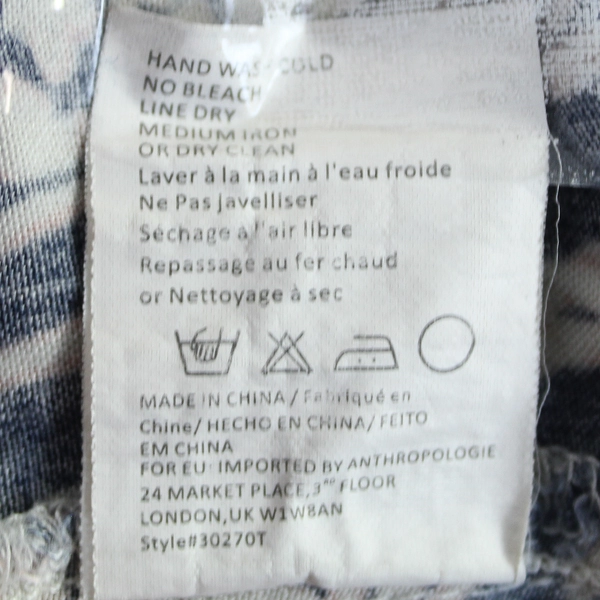 HAND WASH COLD
NO BLEACH
LINE DRY
MEDIUM IRON
OR DRY CLEAN
Laver à la main à l'eau froide
Ne Pas javelliser
Séchage a l'air libre
Repassage au fer chaud
or Nettoyage à sec
MADE IN CHINA / Fabriqué en
Chine/ HECHO EN CHINA/ FEITO
EM CHINA
FOR EU: IMPORTED BY ANTHROPOLOGIE
24 MARKET PLACE, FLOOR
LONDON,UK W1W8AN
Style#30270T